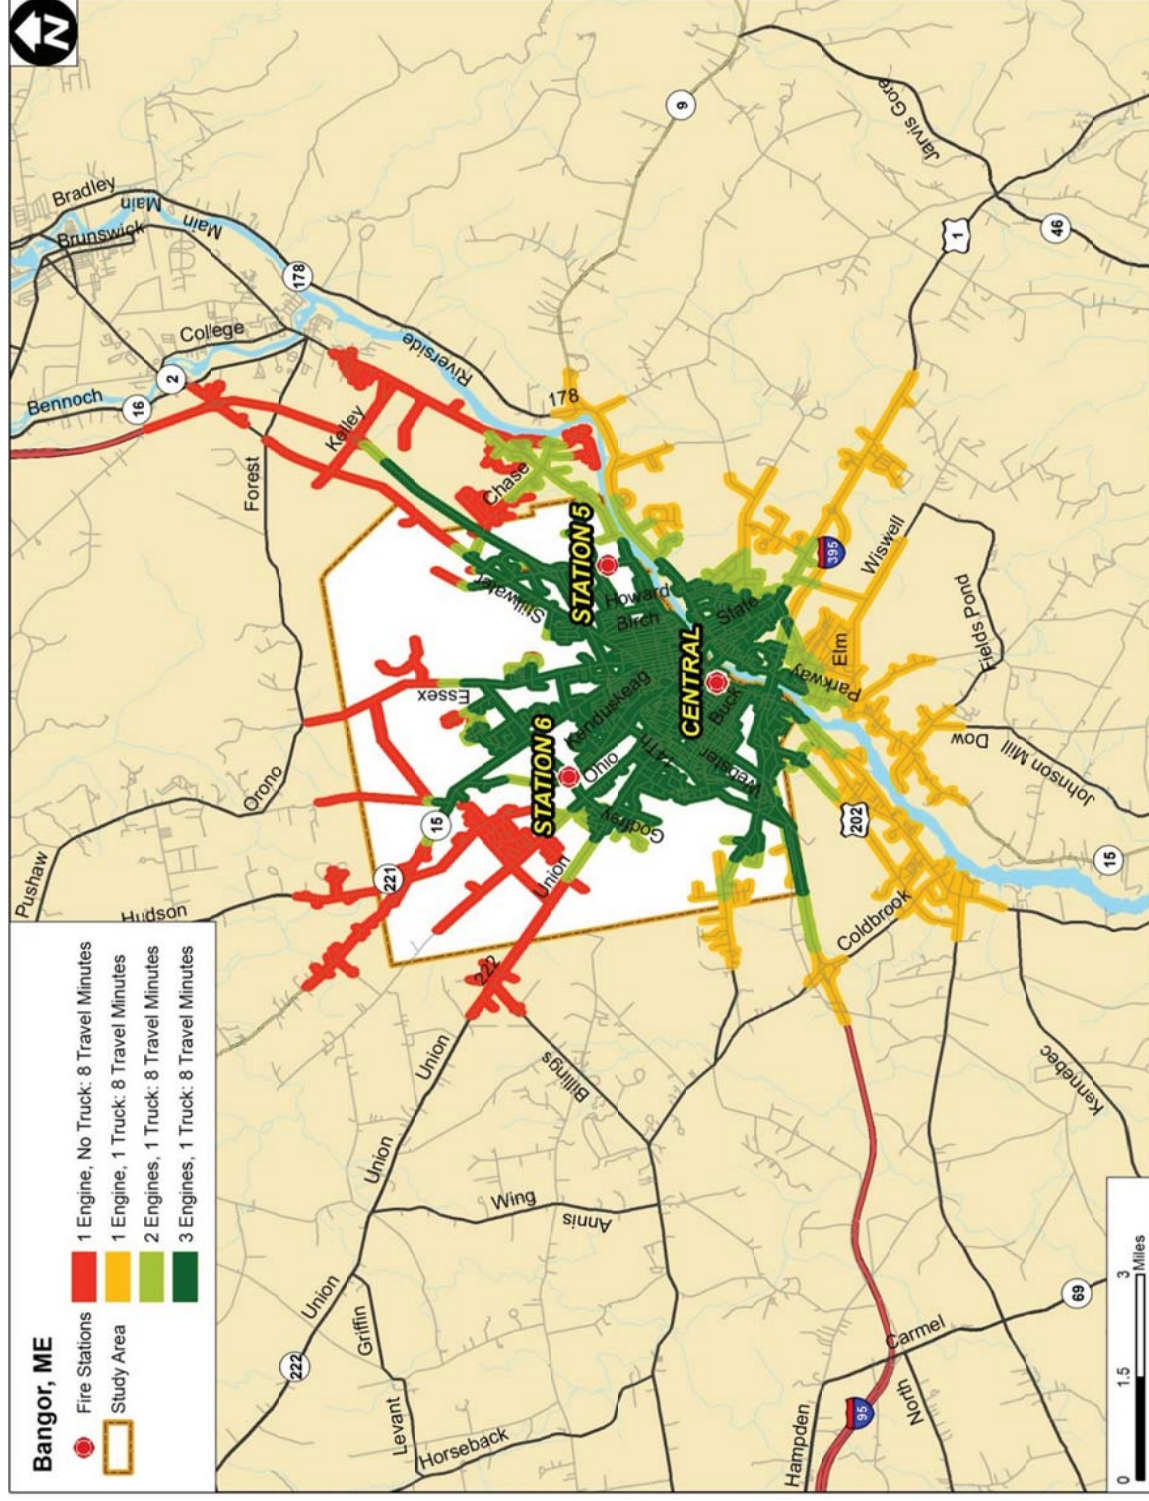 N
Bangor, ME
Fire Stations
Study Area
1 Engine, No Truck: 8 Travel Minutes
1 Engine, 1 Truck: 8 Travel Minutes
2 Engines, 1 Truck: 8 Travel Minutes
3 Engines, 1 Truck: 8 Travel Minutes
Pushaw
Hudson
Orono
Forest
Bennoch
16
2
College
Brunswick
Bradley
Main
Main
178
Riverside
Kelley
Chase
178
9
Jarvis Gore
1
46
222
Union
Griffin
Levant
Horseback
Union
Union
Wing
Annis
Billings
222
Union
221
15
Essex
Stillwater
STATION 6
STATION 5
CENTRAL
Kenduskeag
Ohio
14Th
Godfrey
Webster
Buck
Howard
Birch
State
Parkway
Elm
395
Wiswell
Fields Pond
Dow
Johnson Mill
15
202
Coldbrook
Kennebec
Carmel
69
North
95
Hampden
0
1.5
3
Miles